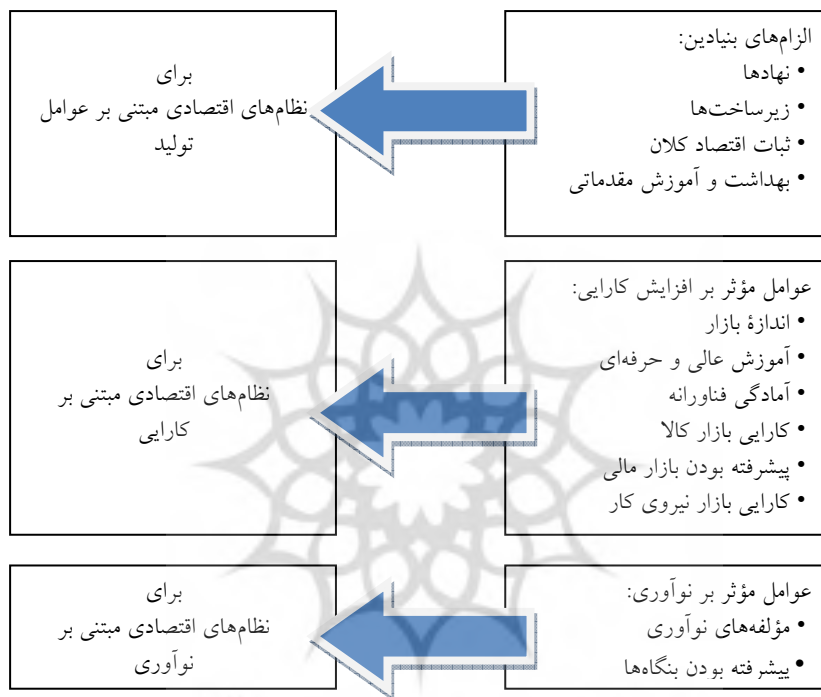 الزام‌های بنیادین:
• نهادها
• زیرساخت‌ها
• ثبات اقتصاد کلان
• بهداشت و آموزش مقدماتی
برای
نظام‌های اقتصادی مبتنی بر عوامل
تولید
عوامل مؤثر بر افزایش کارایی:
• اندازۀ بازار
• آموزش عالی و حرفه‌ای
• آمادگی فناورانه
• کارایی بازار کالا
• پیشرفته بودن بازار مالی
• کارایی بازار نیروی کار
برای
نظام‌های اقتصادی مبتنی بر
کارایی
عوامل مؤثر بر نوآوری:
• مؤلفه‌های نوآوری
• پیشرفته بودن بنگاه‌ها
برای
نظام‌های اقتصادی مبتنی بر
نوآوری